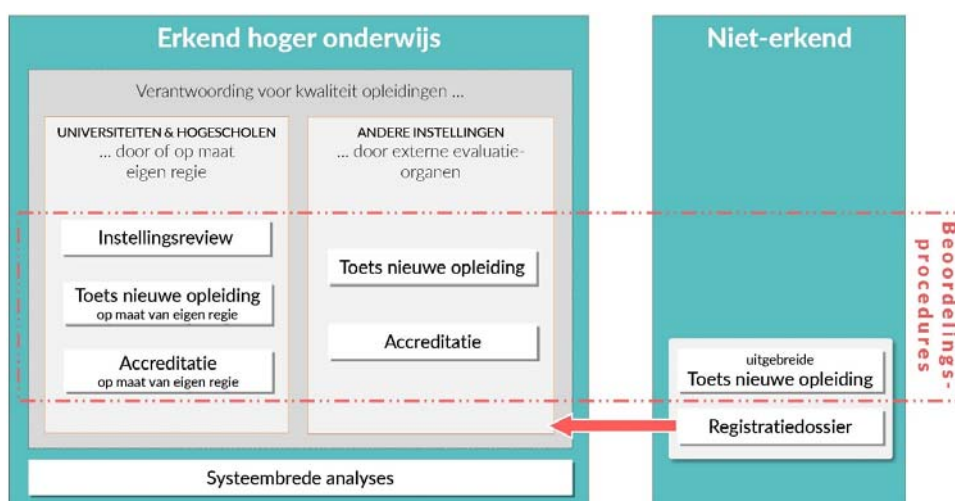 Erkend hoger onderwijs
Verantwoording voor kwaliteit opleidingen ...
UNIVERSITEITEN & HOGESCHOLEN
... door of op maat
eigen regie
Instellingsreview
Toets nieuwe opleiding
op maat van eigen regie
Accreditatie
op maat van eigen regie
ANDERE INSTELLINGEN
... door externe evaluatie-
organen
Toets nieuwe opleiding
Accreditatie
Systeembrede analyses
Niet-erkend
uitgebreide
Toets nieuwe opleiding
Registratiedossier
Beoordelings-
procedures